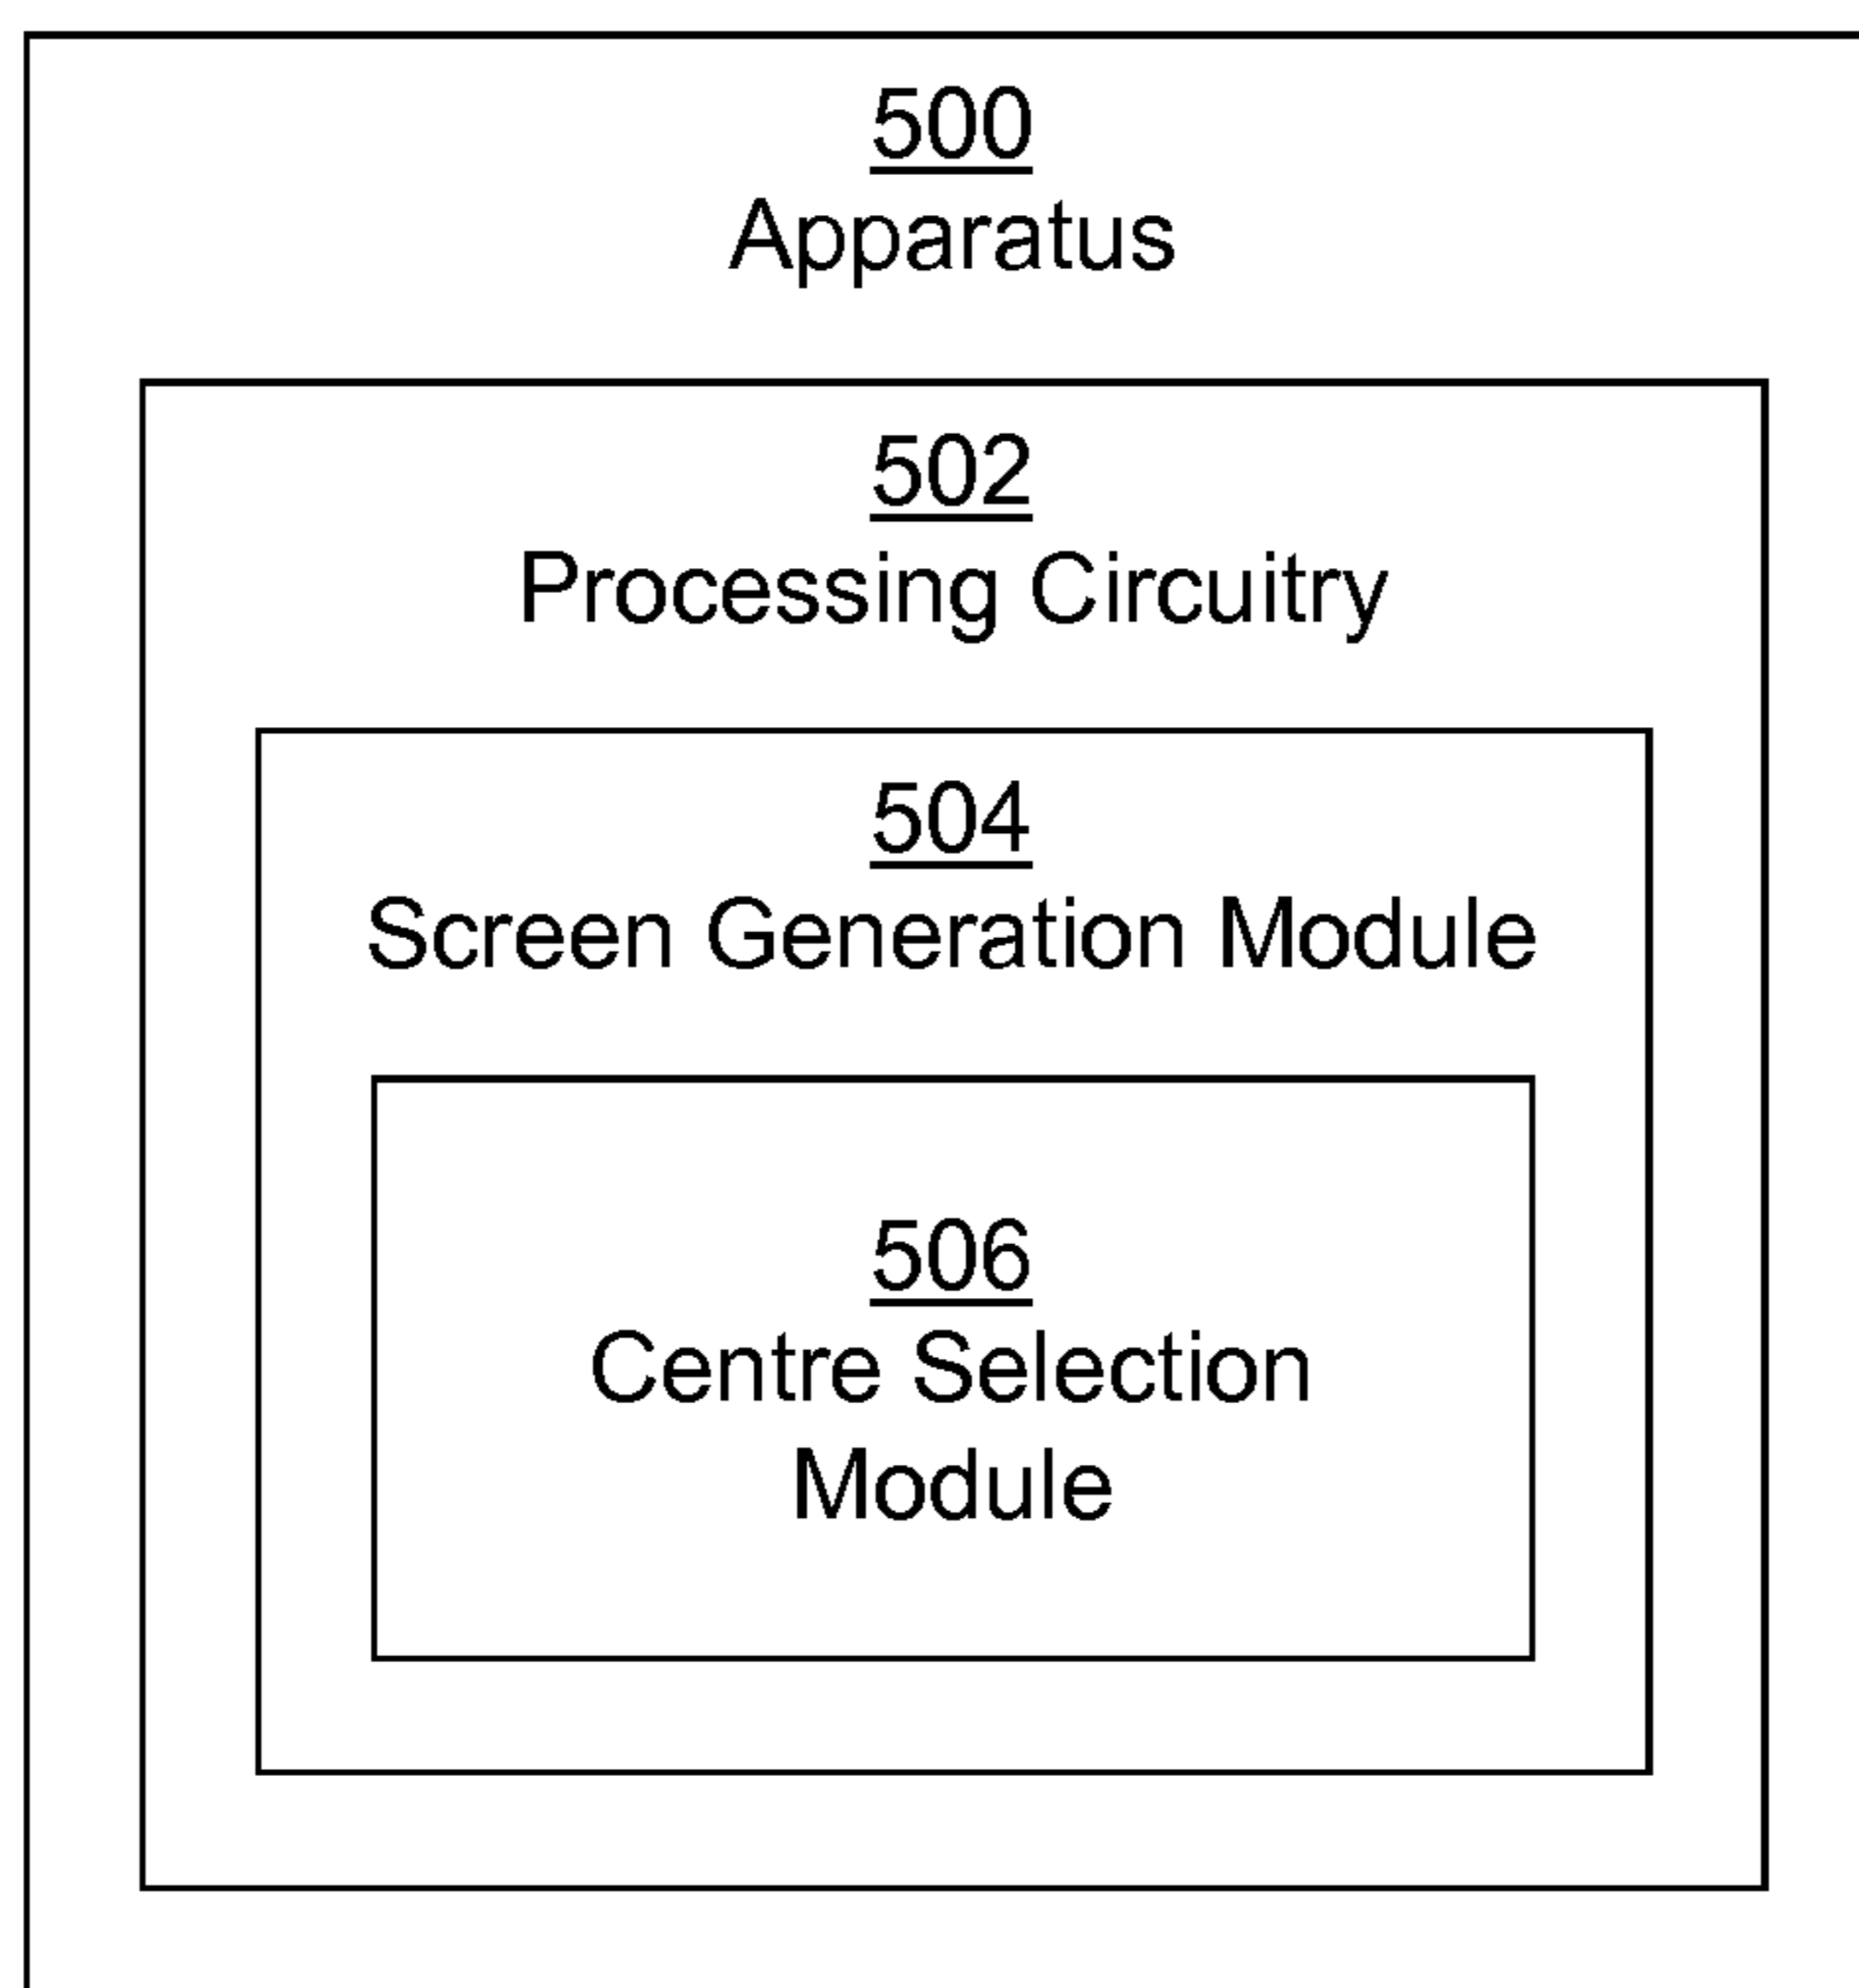 500
Apparatus
502
Processing Circuitry
504
Screen Generation Module
506
Centre Selection
Module